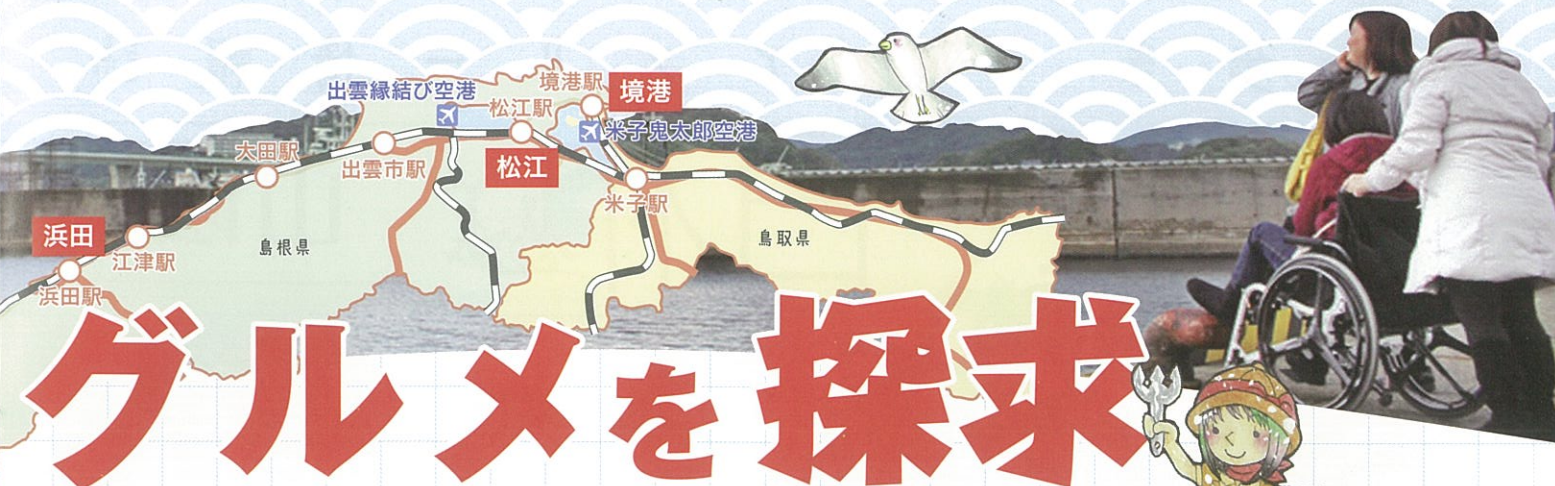 出雲縁結び空港
境港駅
境港
松江駅
米子鬼太郎空港
大田駅
出雲市駅
松江
米子駅
浜田
江津駅
島根県
鳥取県
浜田駅
グルメを探求